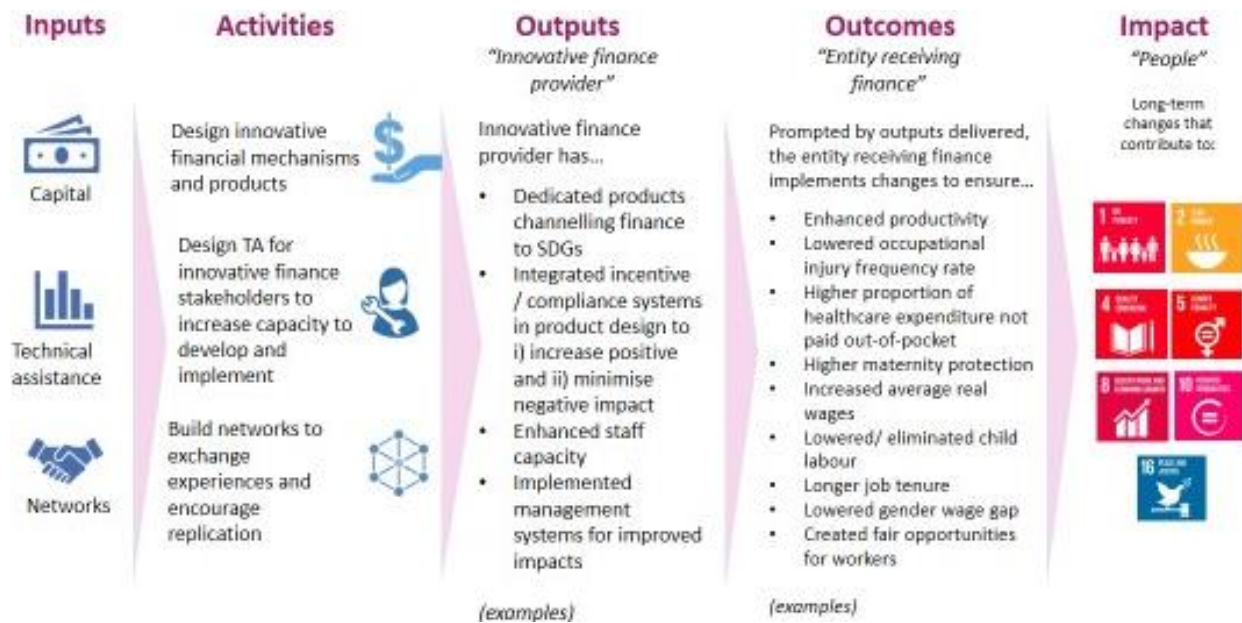 Inputs
Capital
Technical
assistance
Networks
Activities
Design innovative
financial mechanisms
and products
Design TA for
innovative finance
stakeholders to
increase capacity to
develop and
implement
Build networks to
exchange
experiences and
encourage
replication
Outputs
"Innovative finance
provider"
Innovative finance
provider has...
• Dedicated products
channelling finance
to SDGs
• Integrated incentive
/ compliance systems
in product design to
i) increase positive
and ii) minimise
negative impact
• Enhanced staff
capacity
• Implemented
management
systems for improved
impacts
(examples)
Outcomes
"Entity receiving
finance"
Prompted by outputs delivered,
the entity receiving finance
implements changes to ensure...
• Enhanced productivity
• Lowered occupational
injury frequency rate
• Higher proportion of
healthcare expenditure not
paid out-of-pocket
• Higher maternity protection
• Increased average real
wages
• Lowered/ eliminated child
labour
• Longer job tenure
• Lowered gender wage gap
• Created fair opportunities
for workers
(examples)
Impact
"People"
Long-term
changes that
contribute to:
1
2
4
5
8
10
16